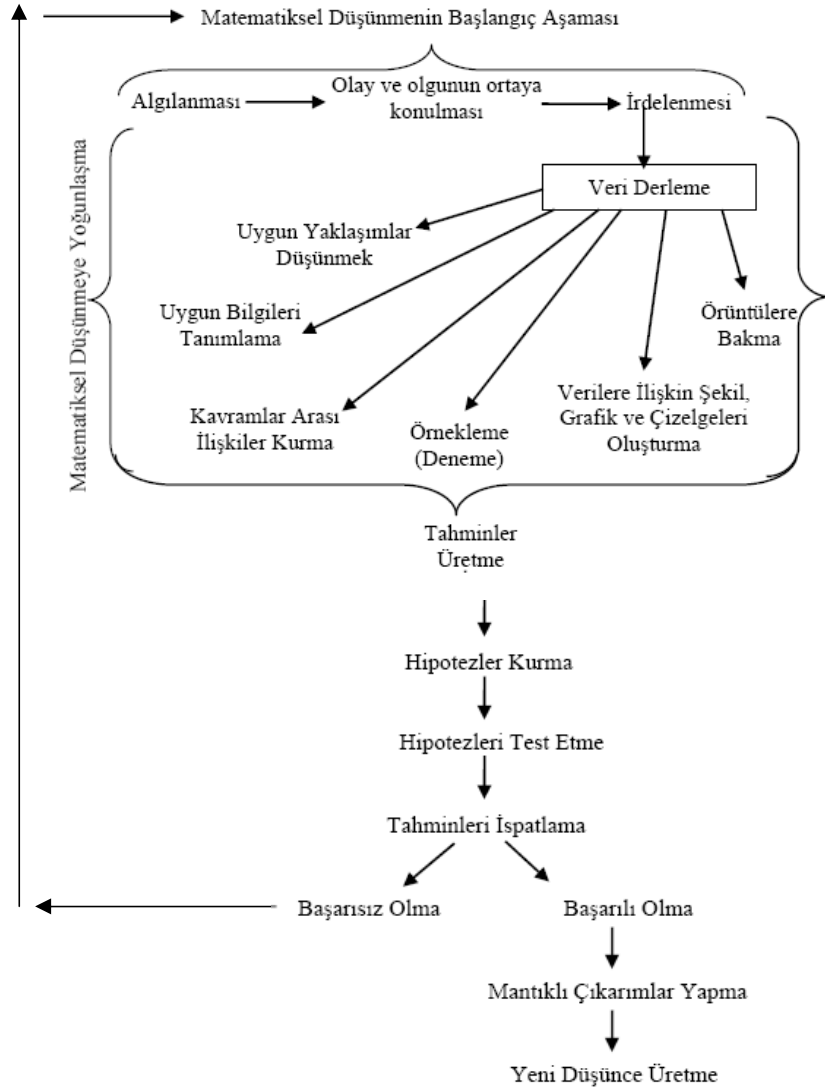 Matematiksel Düşünmenin Başlangıç Aşaması
Algılanması
Olay ve olgunun ortaya
konulması
İrdelenmesi
Matematiksel Düşünmeye Yoğunlaşma
Veri Derleme
Uygun Yaklaşımlar
Düşünmek
Uygun Bilgileri
Tanımlama
Kavramlar Arası
İlişkiler Kurma
Örnekleme
(Deneme)
Verilere İlişkin Şekil,
Grafik ve Çizelgeleri
Oluşturma
Örüntülere
Bakma
Tahminler
Üretme
Hipotezler Kurma
Hipotezleri Test Etme
Tahminleri İspatlama
Başarısız Olma
Başarılı Olma
Mantıklı Çıkarımlar Yapma
Yeni Düşünce Üretme